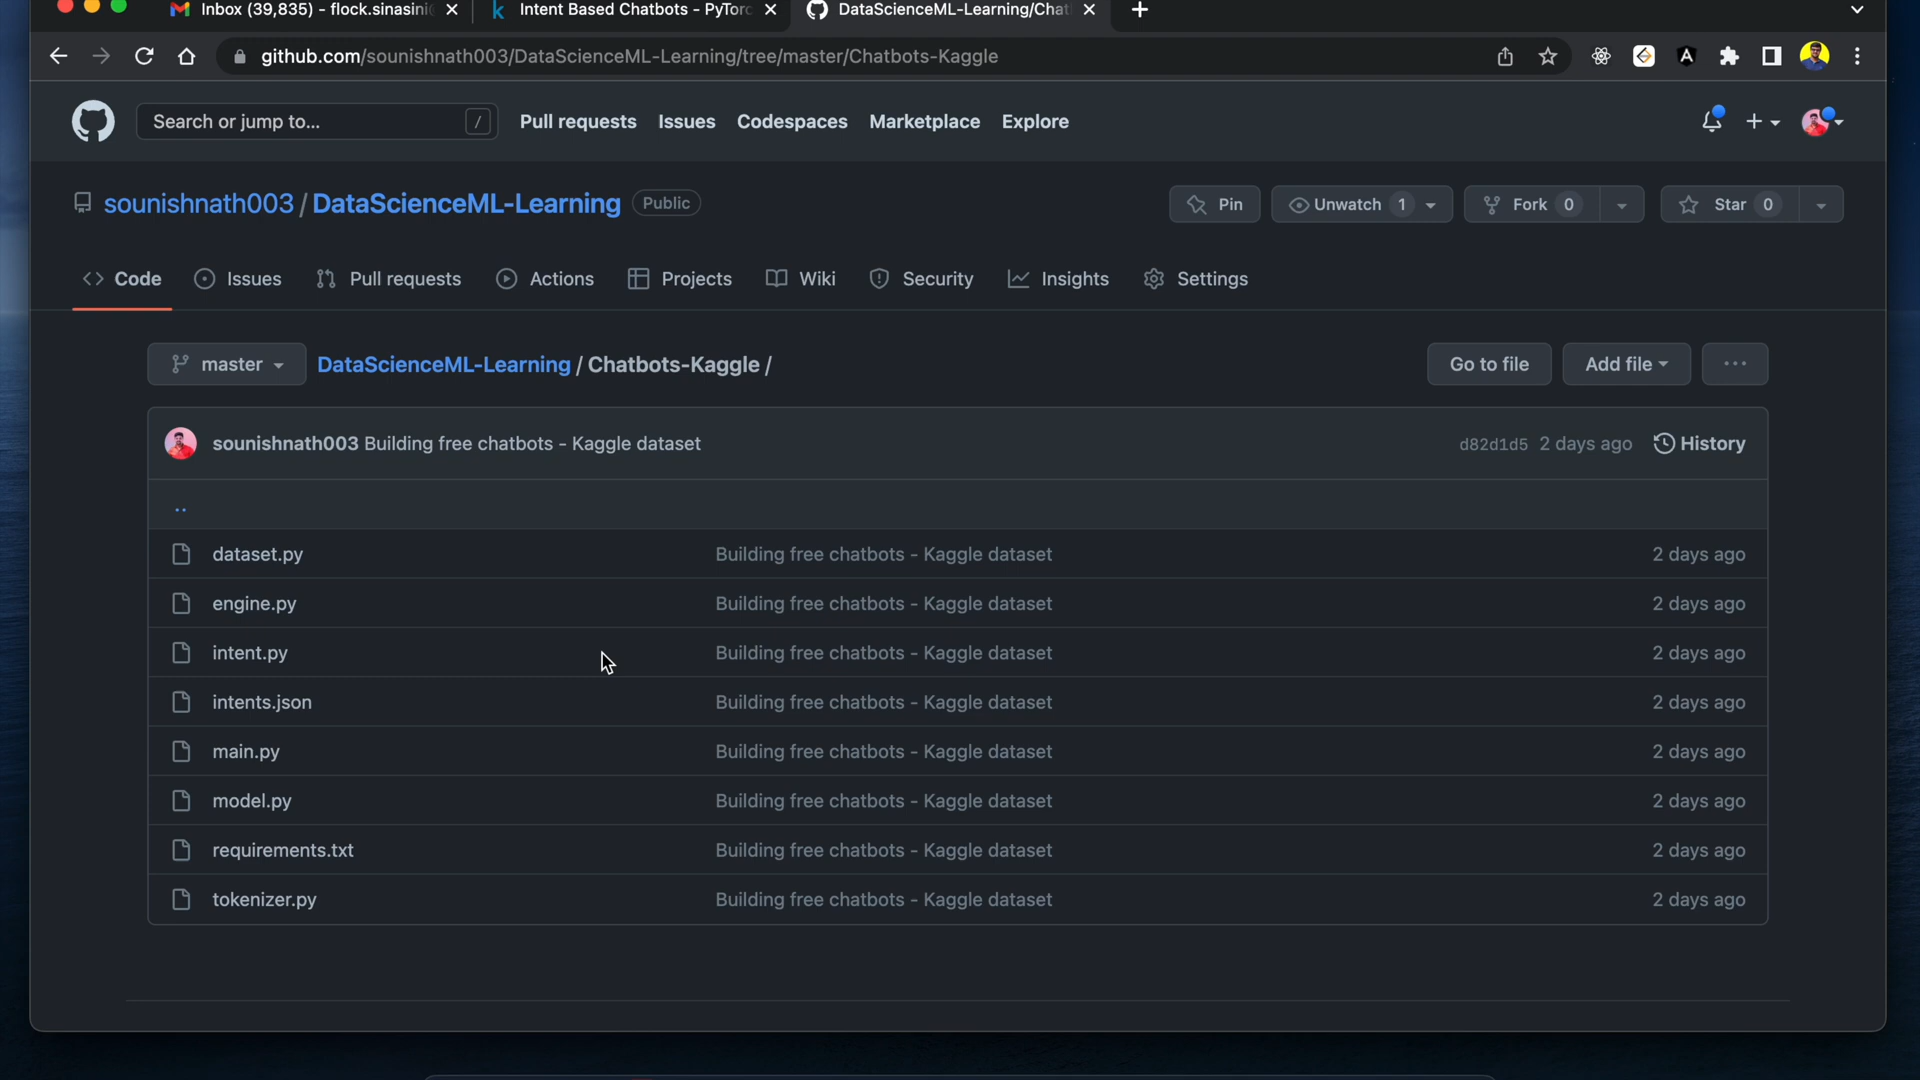 Inbox (39,835) - flock.sinasini
Intent Based Chatbots - PyTorc
DataScienceML-Learning/Chat
github.com/sounishnath003/DataScienceML-Learning/tree/master/Chatbots-Kaggle
Search or jump to... /
Pull requests Issues Codespaces Marketplace Explore
sounishnath003 / DataScienceML-Learning Public
Pin Unwatch 1 Fork 0 Star 0
Code Issues Pull requests Actions Projects Wiki Security Insights Settings
master DataScienceML-Learning / Chatbots-Kaggle / Go to file Add file ...
sounishnath003 Building free chatbots - Kaggle dataset d82d1d5 2 days ago History
..
dataset.py Building free chatbots - Kaggle dataset 2 days ago
engine.py Building free chatbots - Kaggle dataset 2 days ago
intent.py Building free chatbots - Kaggle dataset 2 days ago
intents.json Building free chatbots - Kaggle dataset 2 days ago
main.py Building free chatbots - Kaggle dataset 2 days ago
model.py Building free chatbots - Kaggle dataset 2 days ago
requirements.txt Building free chatbots - Kaggle dataset 2 days ago
tokenizer.py Building free chatbots - Kaggle dataset 2 days ago